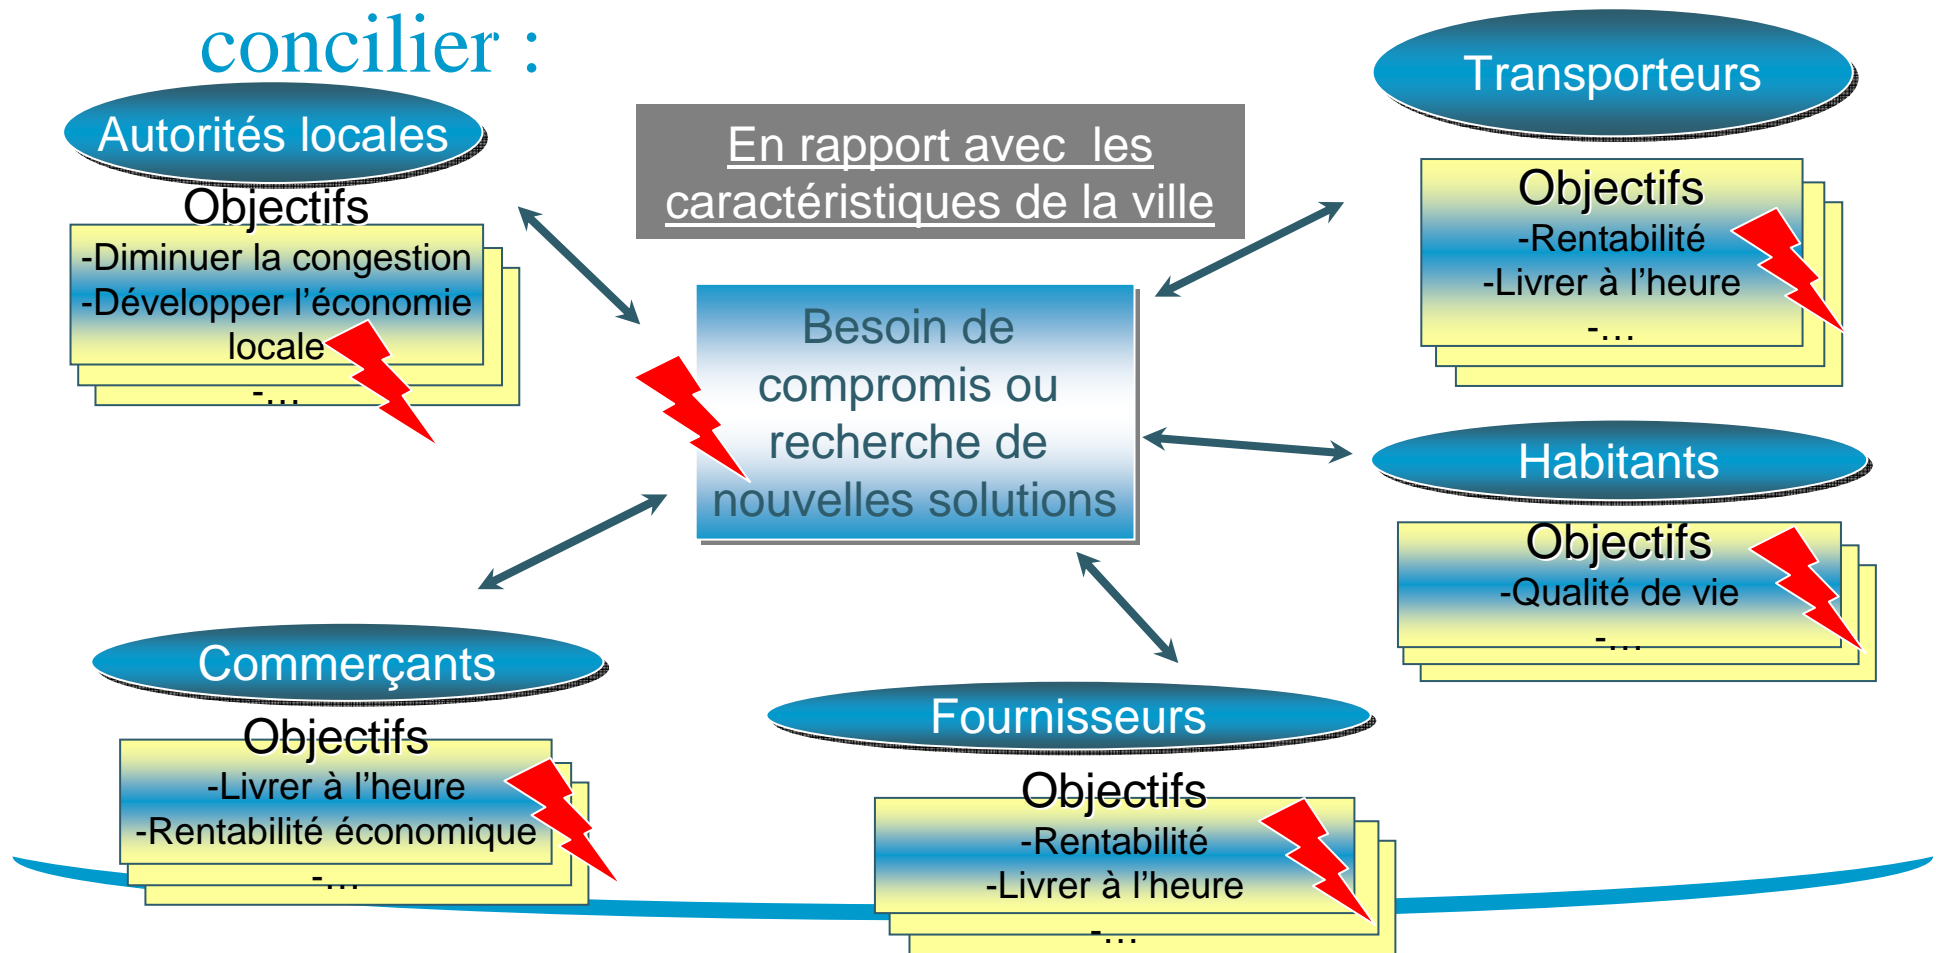 concilier :
Autorités locales
Objectifs
-Diminuer la congestion
-Développer l’économie
locale
-…
En rapport avec les
caractéristiques de la ville
Transporteurs
Objectifs
-Rentabilité
-Livrer à l’heure
-…
Besoin de
compromis ou
recherche de
nouvelles solutions
Habitants
Objectifs
-Qualité de vie
-…
Commerçants
Objectifs
-Livrer à l’heure
-Rentabilité économique
-…
Fournisseurs
Objectifs
-Rentabilité
-Livrer à l’heure
-…